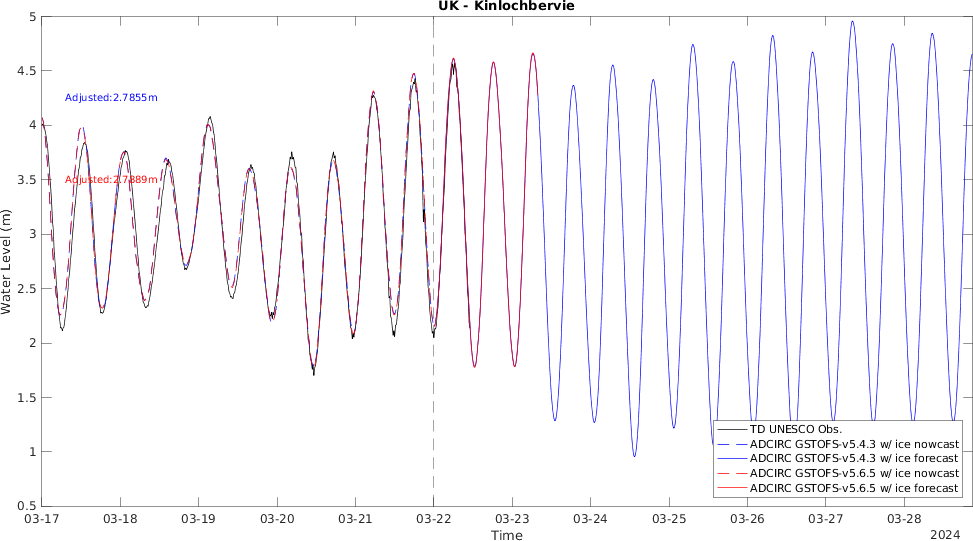 UK - Kinlochbervie
5
4.5
4
3.5
3
2.5
2
1.5
1
0.5
Water Level (m)
Adjusted:2.7855m
Adjusted:2.7889m
TD UNESCO Obs.
ADCIRC GSTOFS-v5.4.3 w/ ice nowcast
ADCIRC GSTOFS-v5.4.3 w/ ice forecast
ADCIRC GSTOFS-v5.6.5 w/ ice nowcast
ADCIRC GSTOFS-v5.6.5 w/ ice forecast
03-17 03-18 03-19 03-20 03-21 03-22 03-23 03-24 03-25 03-26 03-27 03-28
Time
2024